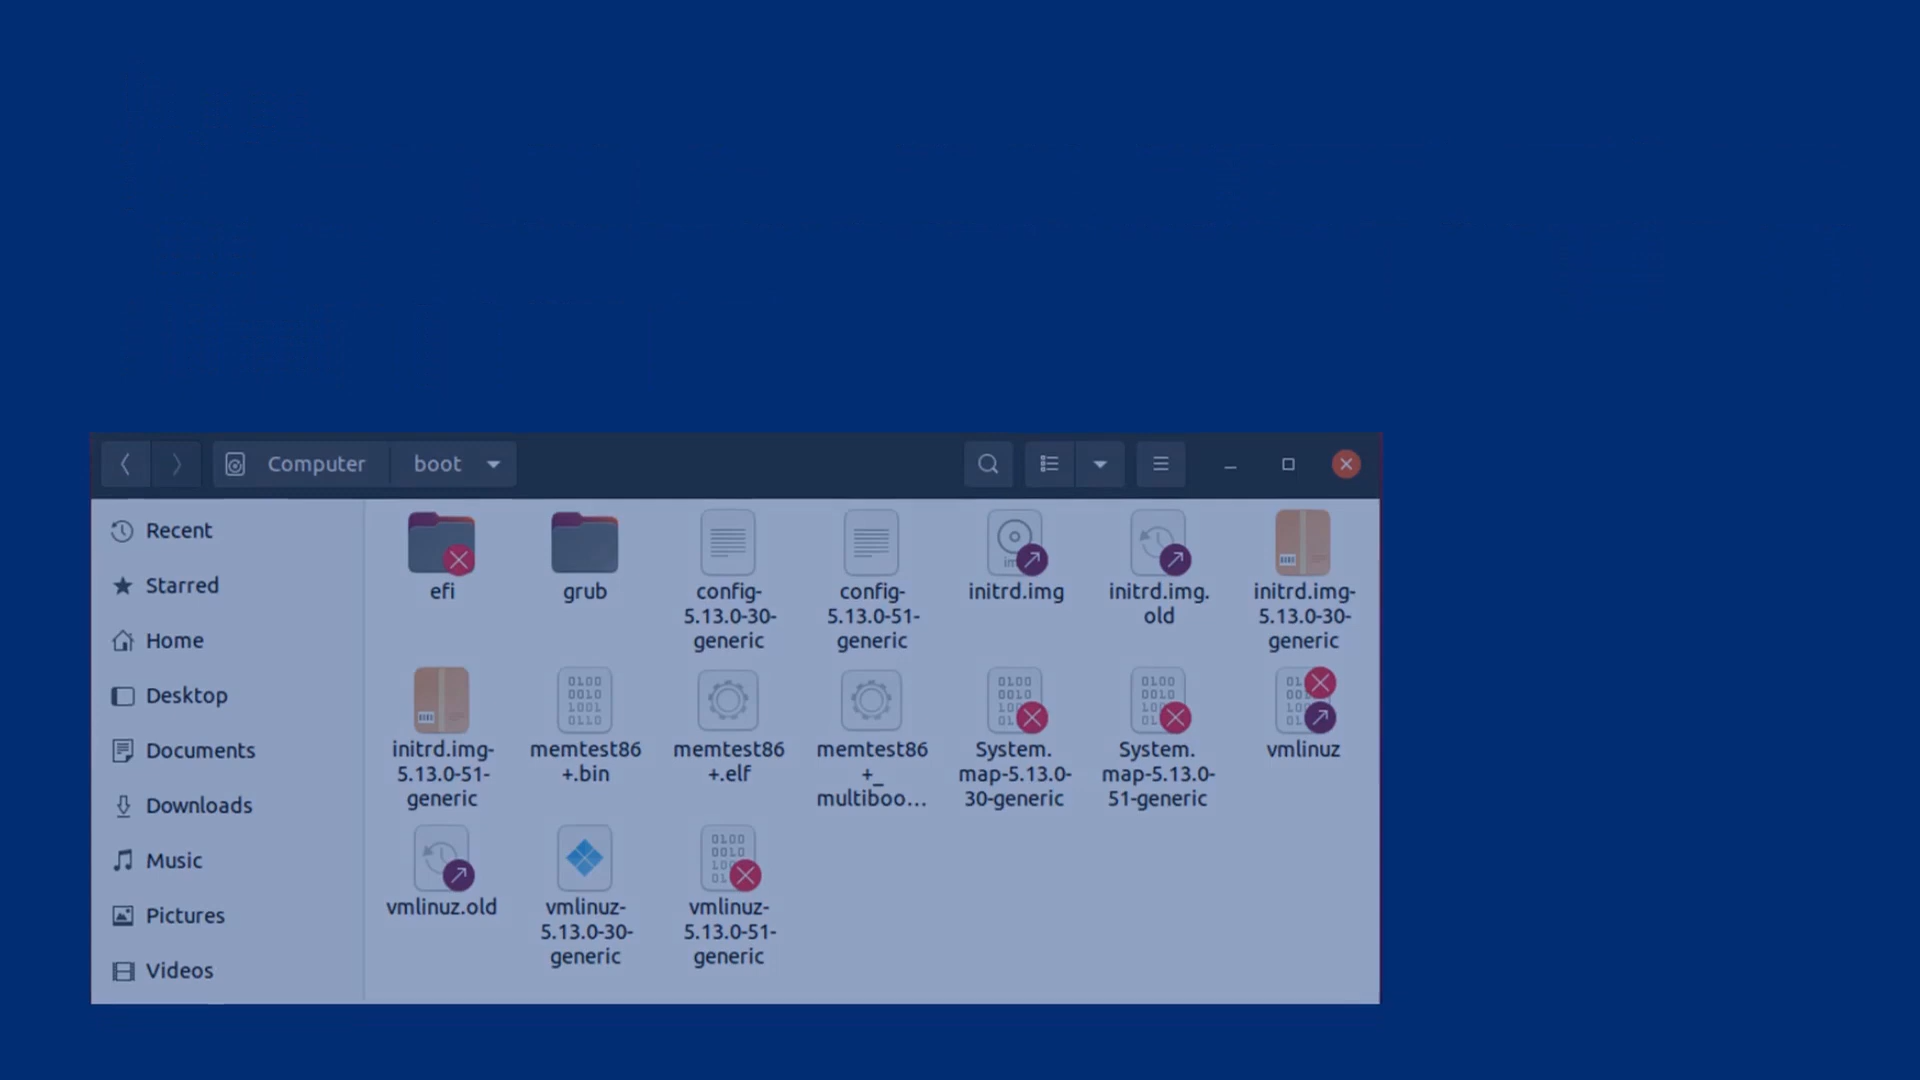 Computer boot
Recent
Starred
Home
Desktop
Documents
Downloads
Music
Pictures
Videos
efi
grub
config-
5.13.0-30-
generic
config-
5.13.0-51-
generic
initrd.img
initrd.img.
old
initrd.img-
5.13.0-30-
generic
initrd.img-
5.13.0-51-
generic
memtest86
+.bin
memtest86
+.elf
memtest86
+_
multiboo...
System.
map-5.13.0-
30-generic
System.
map-5.13.0-
51-generic
vmlinuz
vmlinuz.old
vmlinuz-
5.13.0-30-
generic
vmlinuz-
5.13.0-51-
generic